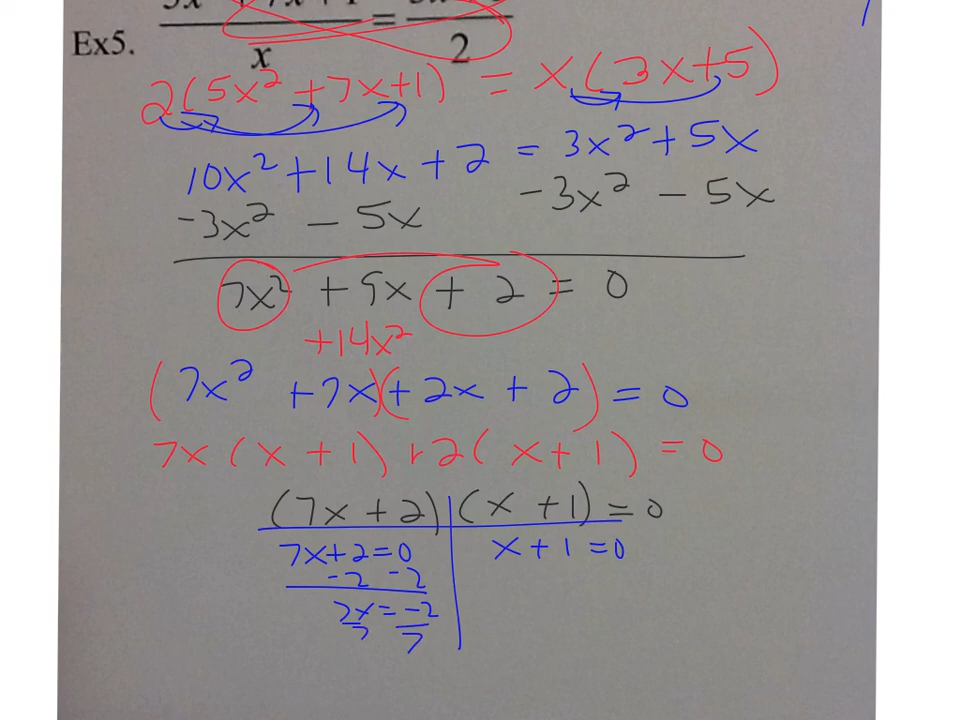 Ex5. = 
x 2
2(5x² + 7x + 1) = x(3x + 5)
10x² + 14x + 2 = 3x² + 5x
-3x² - 5x -3x² - 5x
7x² + 9x + 2 = 0
+14x²
(7x² + 7x)(+ 2x + 2) = 0
7x(x + 1) + 2(x + 1) = 0
(7x + 2) (x + 1) = 0
7x + 2 = 0 x + 1 = 0
-2 -2
7x = -2
7 7